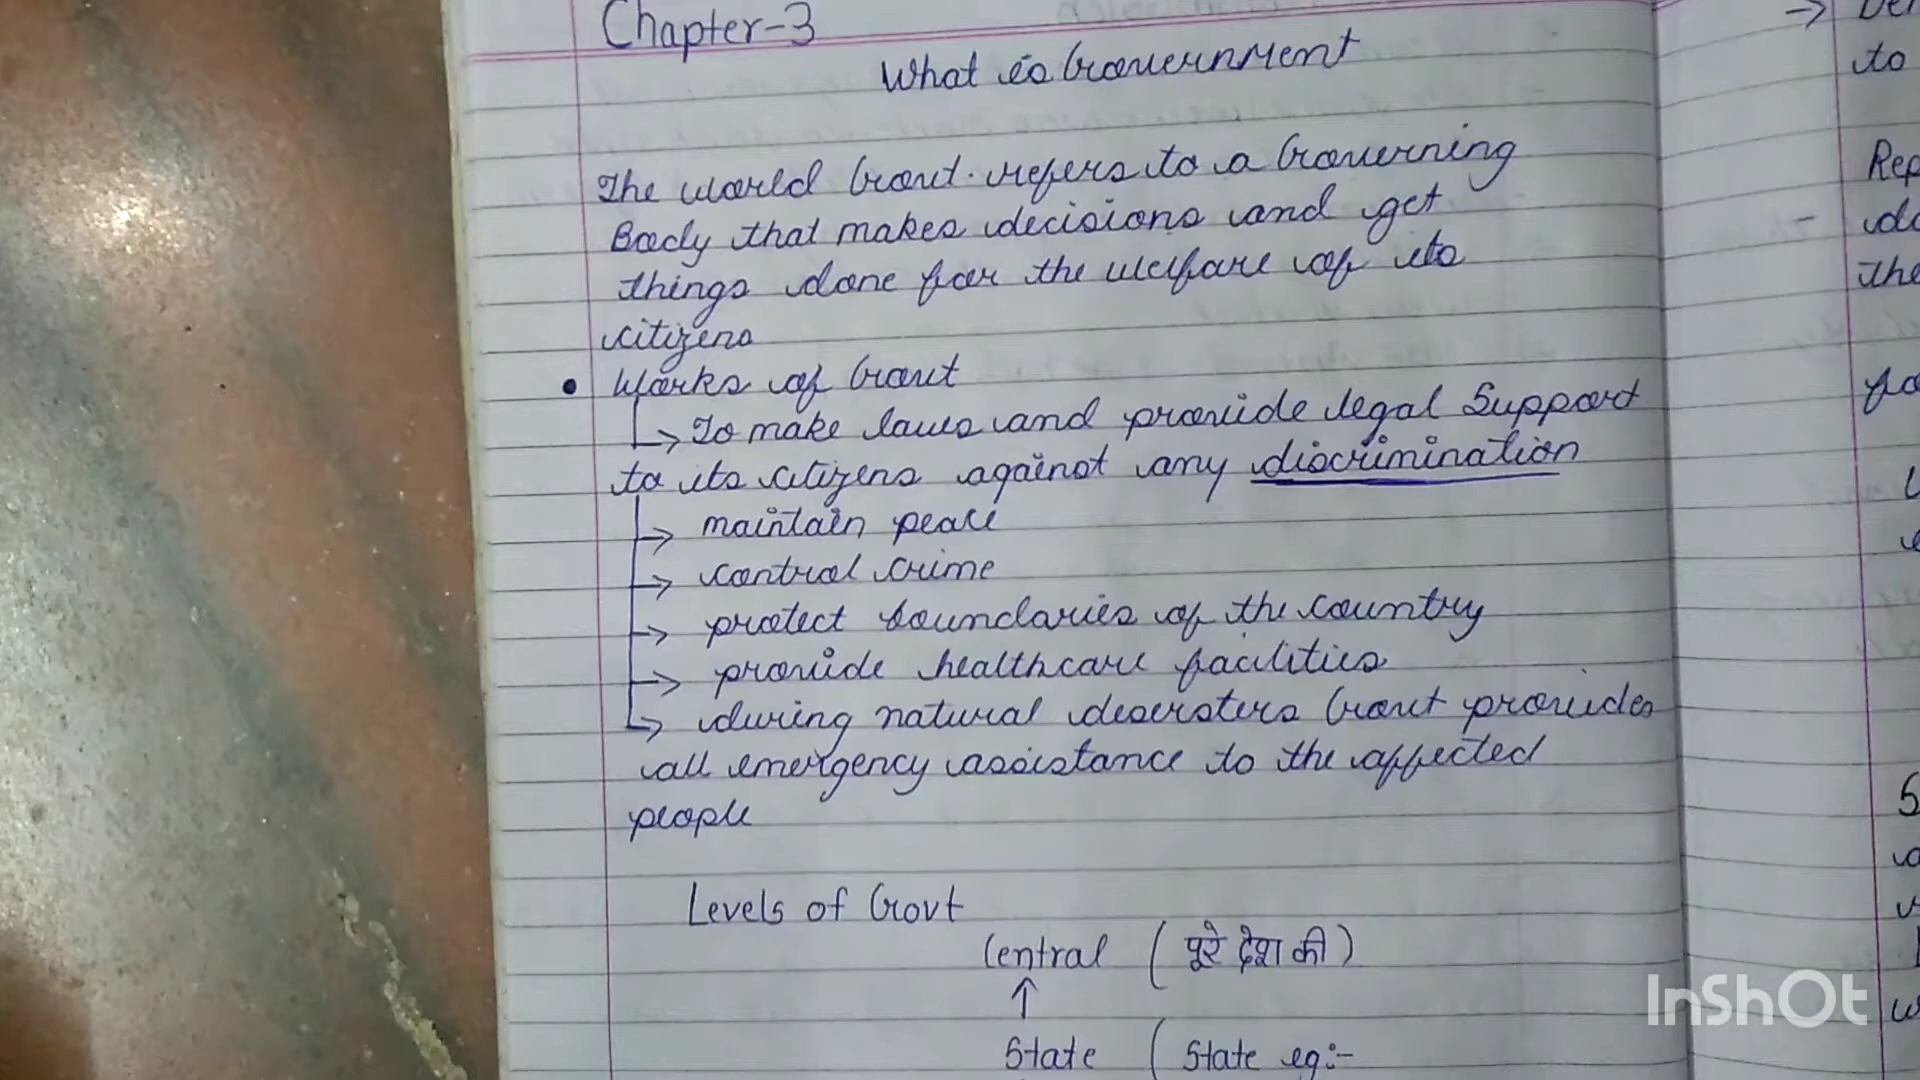 Chapter-3
What is Government
The world Govt. refers to a Governing
Body that makes decisions and get
things done for the welfare of its
citizens
• Works of Govt
→ To make laws and provide legal Support
to its citizens against any discrimination
→ maintain peace
→ control crime
→ protect boundaries of the country
→ provide healthcare facilities
→ during natural desersters Govt provides
all emergency assistance to the affected
people
Levels of Govt
Central (पूरे देश की)
↑
State (State eg:-
→
to
the
InShOt